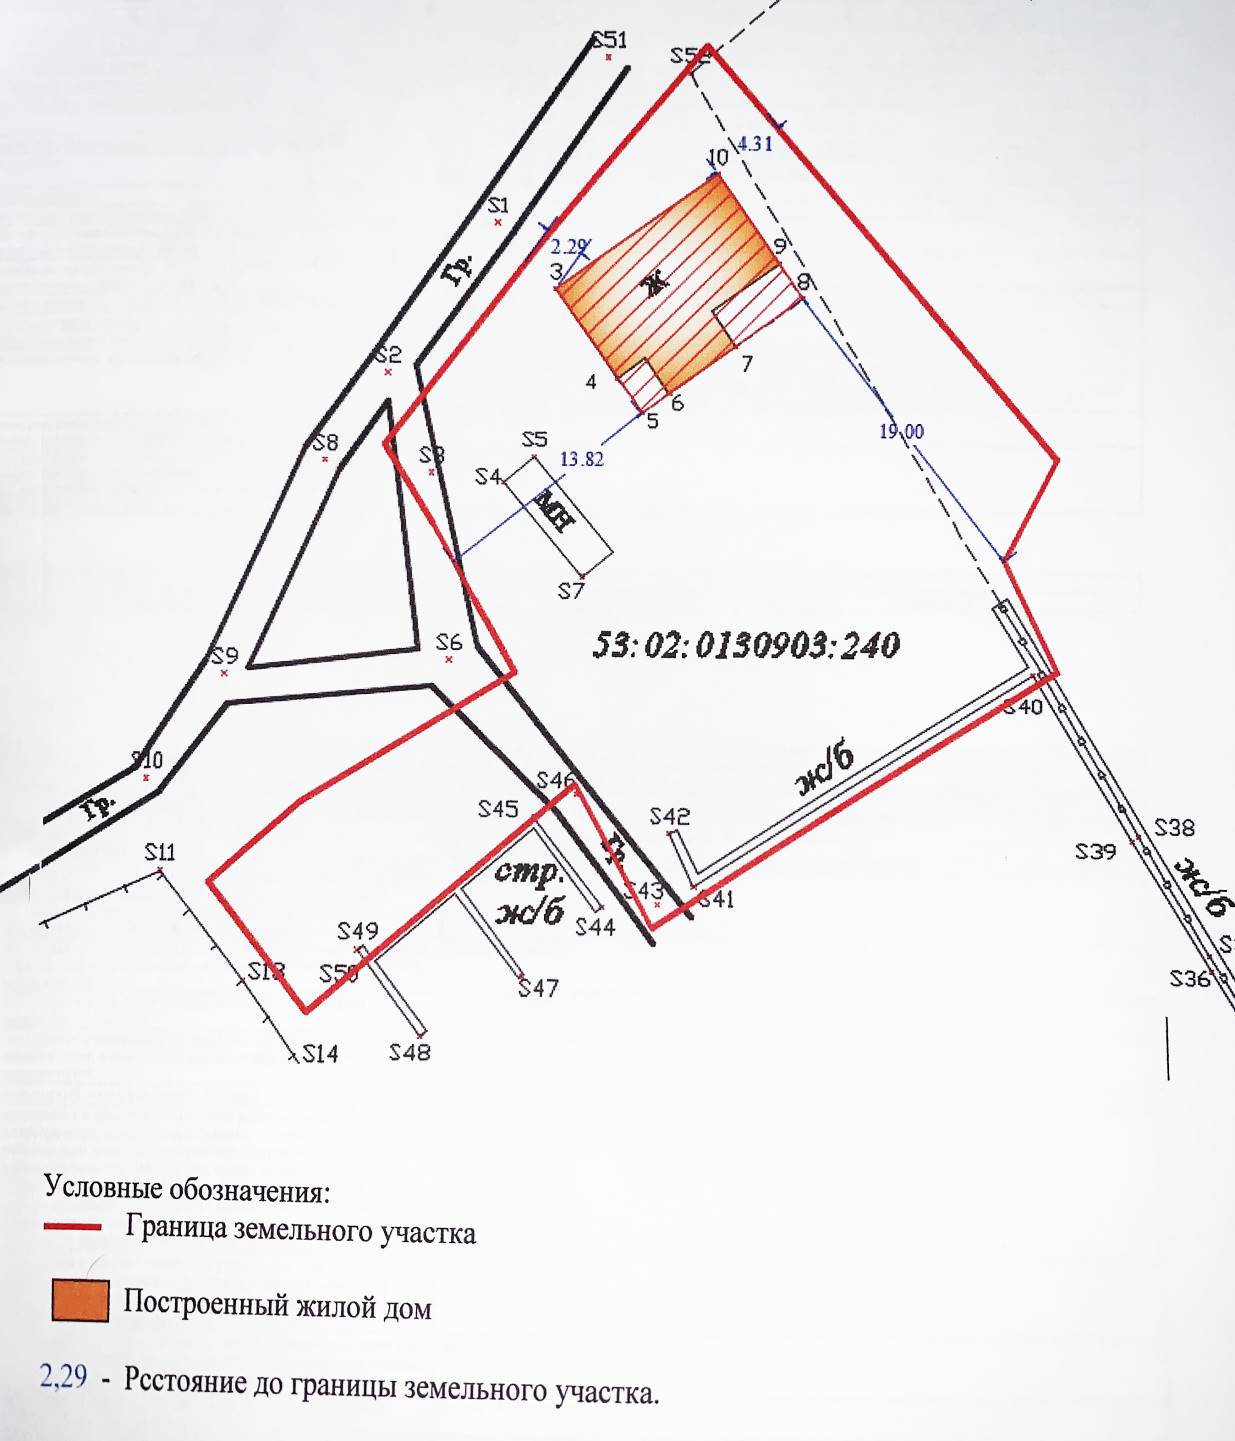 S51
S52
4.31
10
S1
2.29
9
3
Гр.
ж
8
S2
7
4
6
5
S8
S3
S5
19.00
13.82
S4
МН
S7
53:02:0130903:240
S6
S9
S40
S10
ж/б
S46
Гр.
S45
S42
S38
S39
Гр
S11
стр.
ж/б
ж/б
S43
S41
S44
S49
S13
S50
S47
S36
S48
S14
Условные обозначения:
Граница земельного участка
Построенный жилой дом
2,29 - Рсстояние до границы земельного участка.